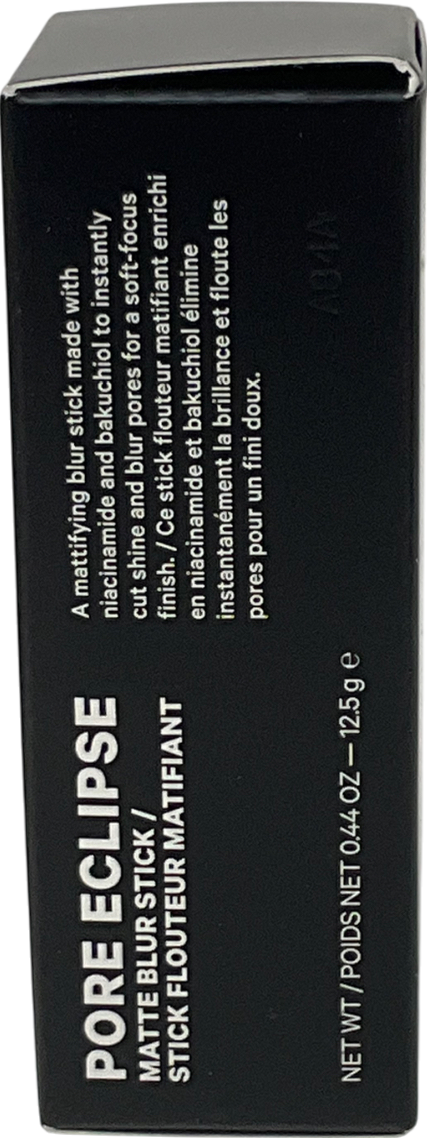 PORE ECLIPSE
MATTE BLUR STICK /
STICK FLOUTEUR MATIFIANT
A mattifying blur stick made with
niacinamide and bakuchiol to instantly
cut shine and blur pores for a soft-focus
finish. / Ce stick flouteur matifiant enrichi
en niacinamide et bakuchiol élimine
instantanément la brillance et floute les
pores pour un fini doux.
NET WT / POIDS NET 0.44 OZ — 12.5 g ℮